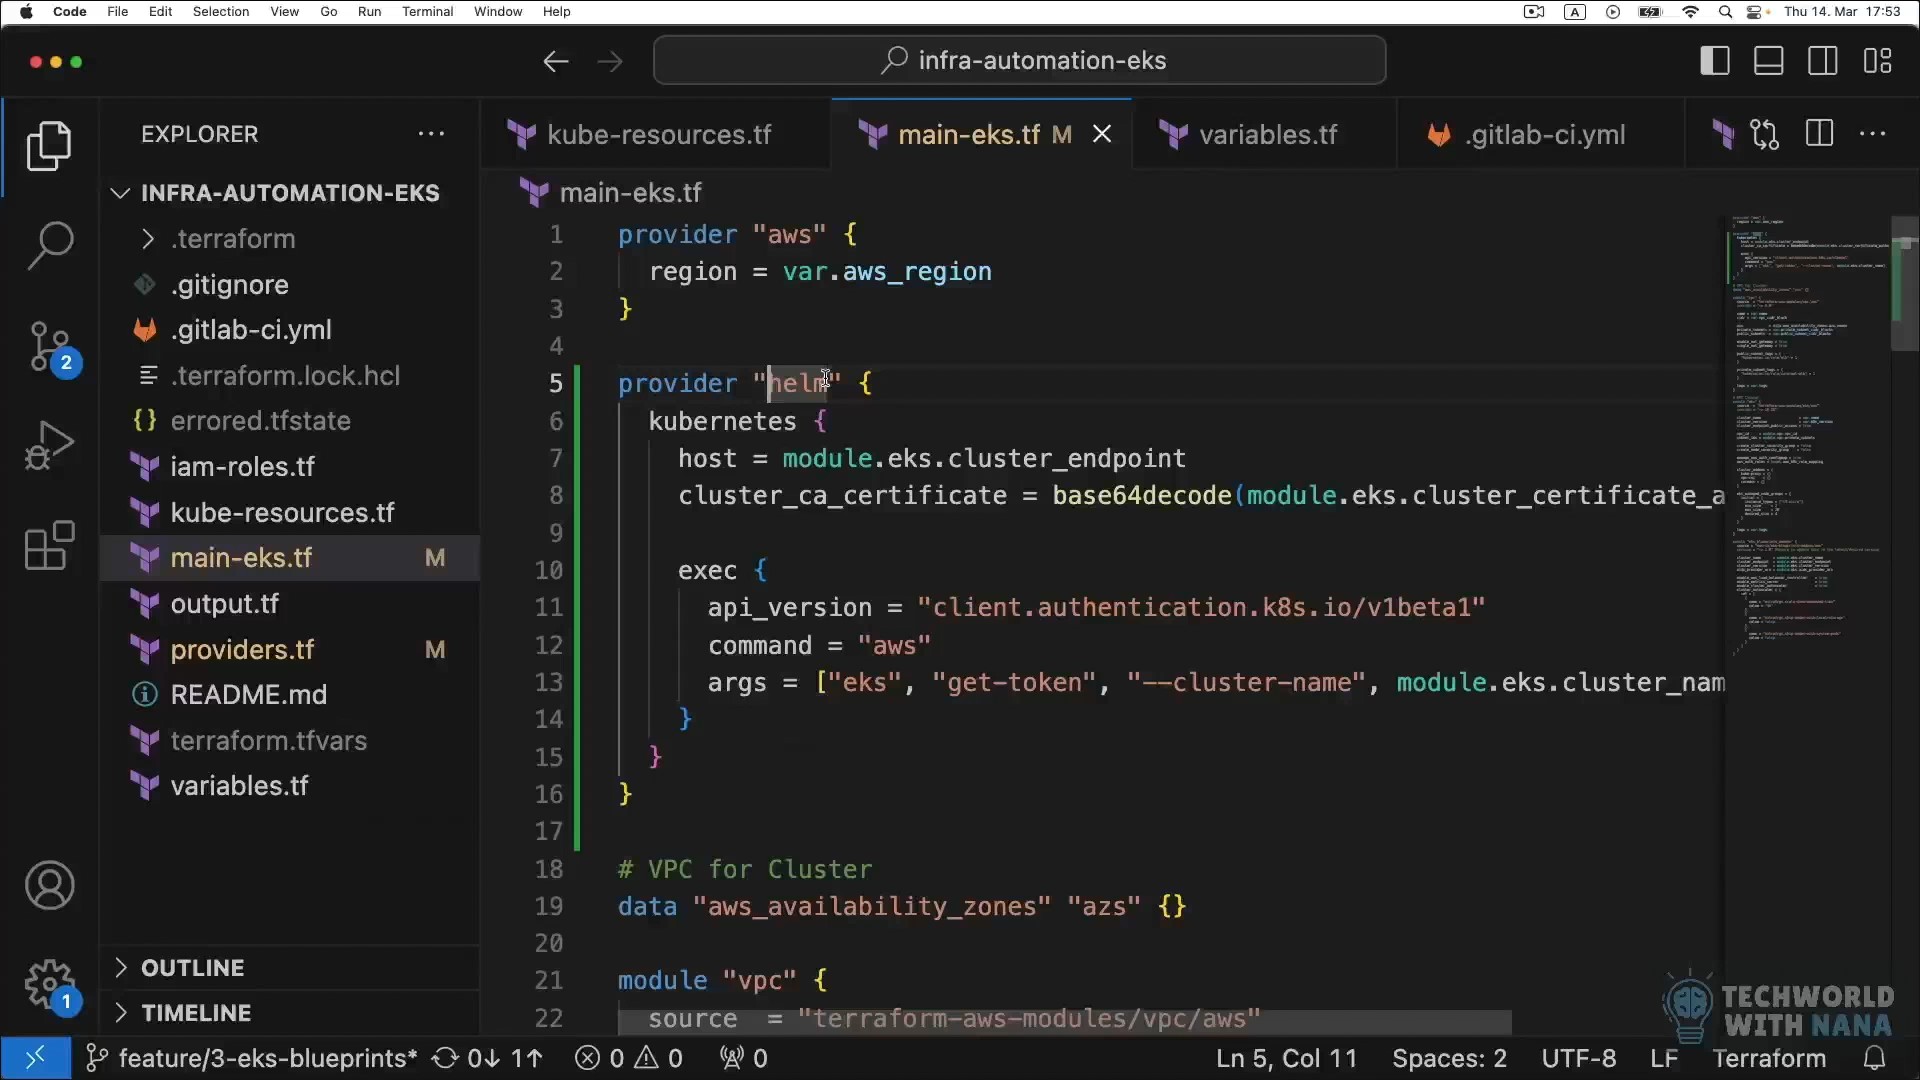 Code File Edit Selection View Go Run Terminal Window Help A Thu 14. Mar 17:53
infra-automation-eks
EXPLORER
kube-resources.tf main-eks.tf M variables.tf .gitlab-ci.yml
INFRA-AUTOMATION-EKS
.terraform
.gitignore
.gitlab-ci.yml
.terraform.lock.hcl
errored.tfstate
iam-roles.tf
kube-resources.tf
main-eks.tf M
output.tf
providers.tf M
README.md
terraform.tfvars
variables.tf
OUTLINE
TIMELINE
2
1
main-eks.tf
1 provider "aws" {
2 region = var.aws_region
3 }
4
5 provider "helm" {
6 kubernetes {
7 host = module.eks.cluster_endpoint
8 cluster_ca_certificate = base64decode(module.eks.cluster_certificate_a
9
10 exec {
11 api_version = "client.authentication.k8s.io/v1beta1"
12 command = "aws"
13 args = ["eks", "get-token", "--cluster-name", module.eks.cluster_nam
14 }
15 }
16 }
17
18 # VPC for Cluster
19 data "aws_availability_zones" "azs" {}
20
21 module "vpc" {
22 source = "terraform-aws-modules/vpc/aws"
TECHWORLD
WITH NANA
feature/3-eks-blueprints* 0↓ 1↑ 0 0 0 Ln 5, Col 11 Spaces: 2 UTF-8 LF Terraform